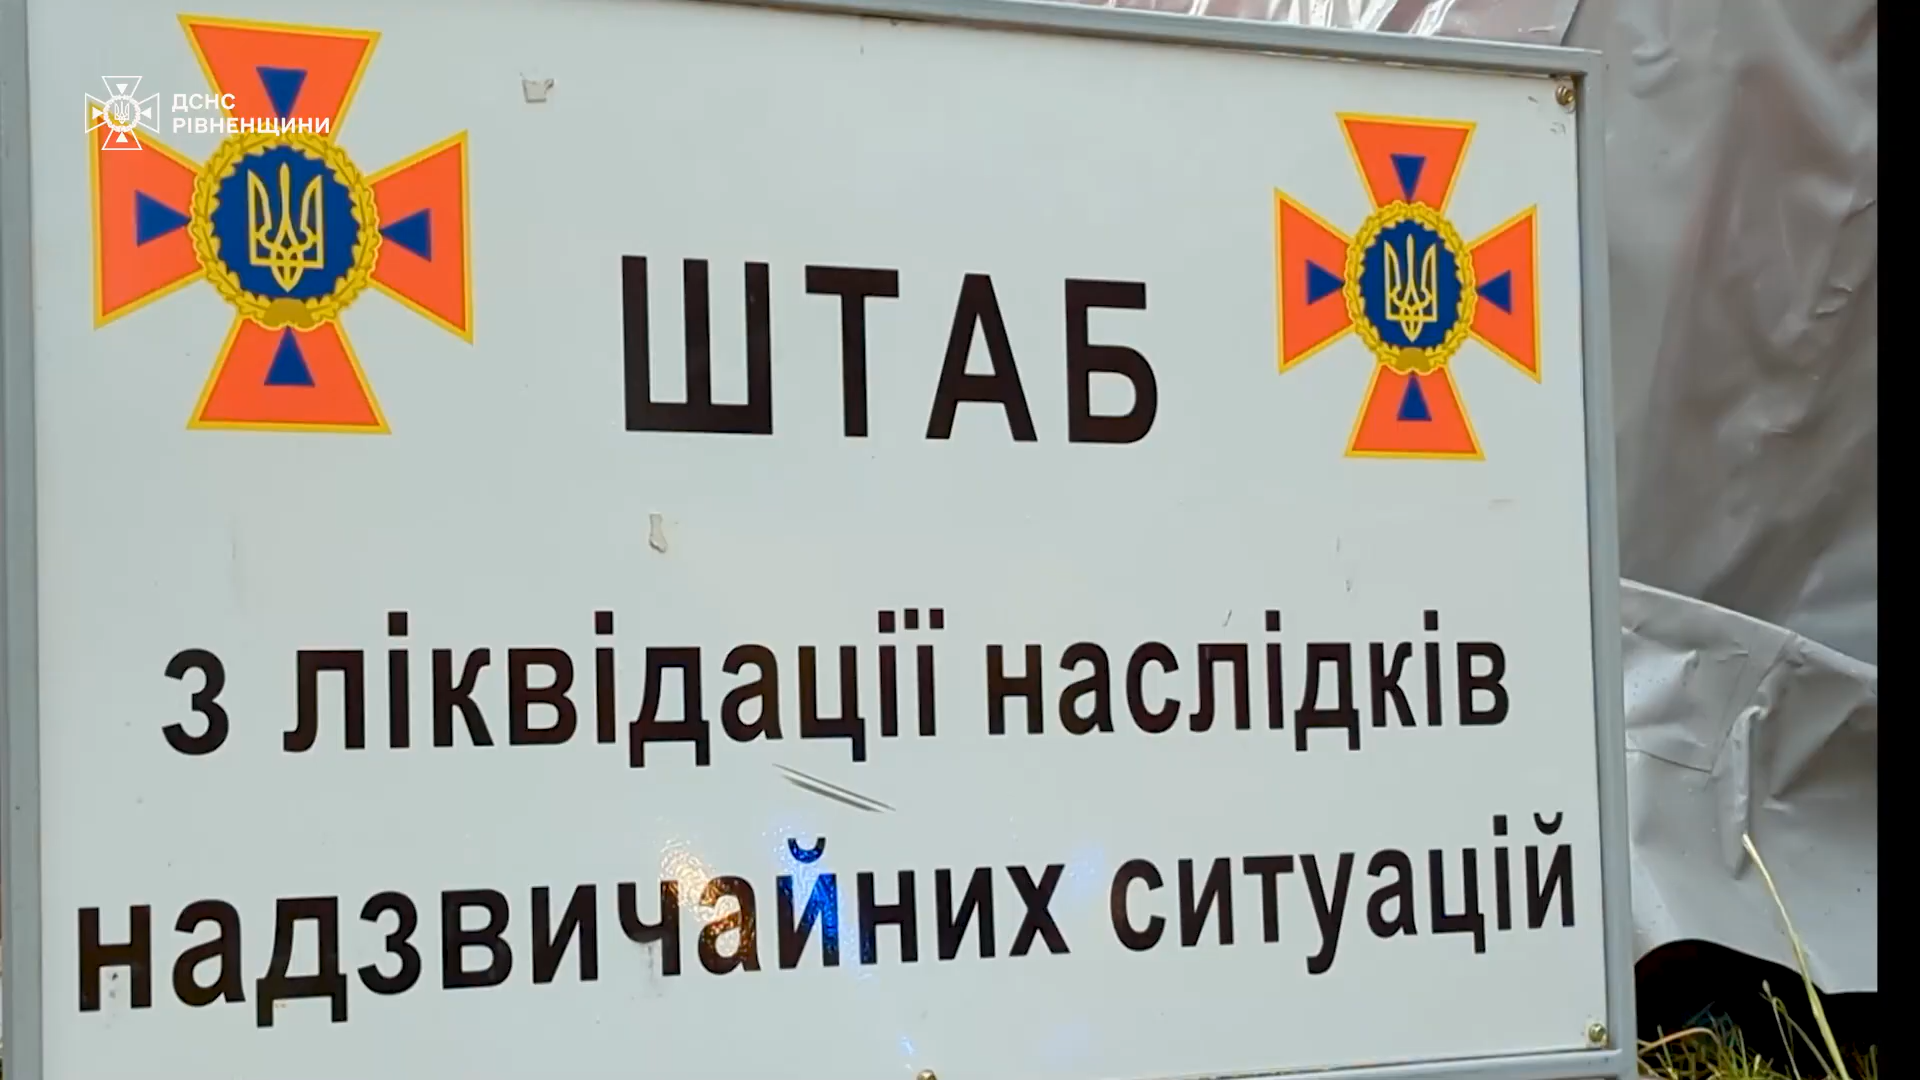 ДСНС
РІВНЕНЩИНИ
ШТАБ
з ліквідації наслідків
надзвичайних ситуацій